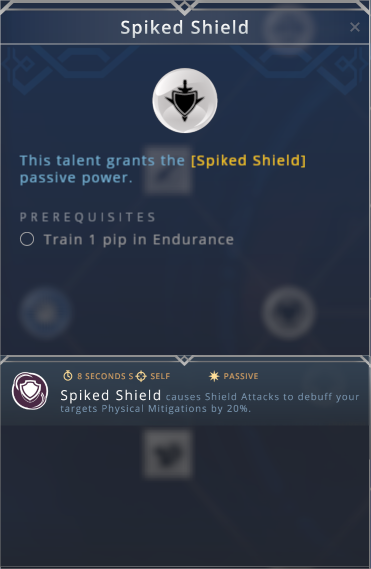 Spiked Shield
This talent grants the [Spiked Shield]
passive power.
PREREQUISITES
Train 1 pip in Endurance
8 SECONDS S SELF PASSIVE
Spiked Shield causes Shield Attacks to debuff your
targets Physical Mitigations by 20%.